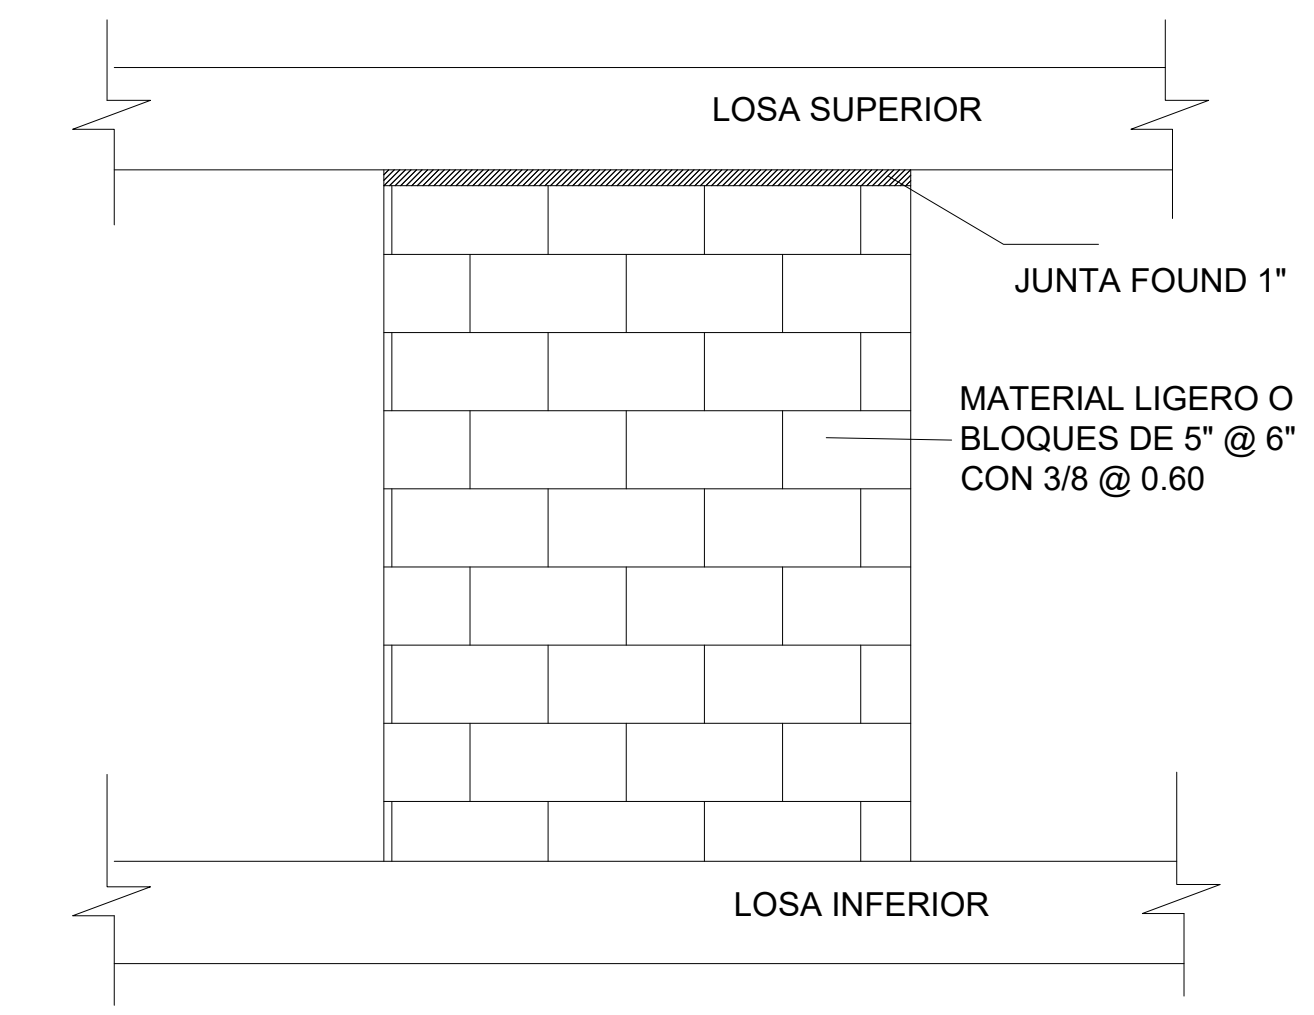 LOSA SUPERIOR
JUNTA FOUND 1"
MATERIAL LIGERO O
BLOQUES DE 5" @ 6"
CON 3/8 @ 0.60
LOSA INFERIOR